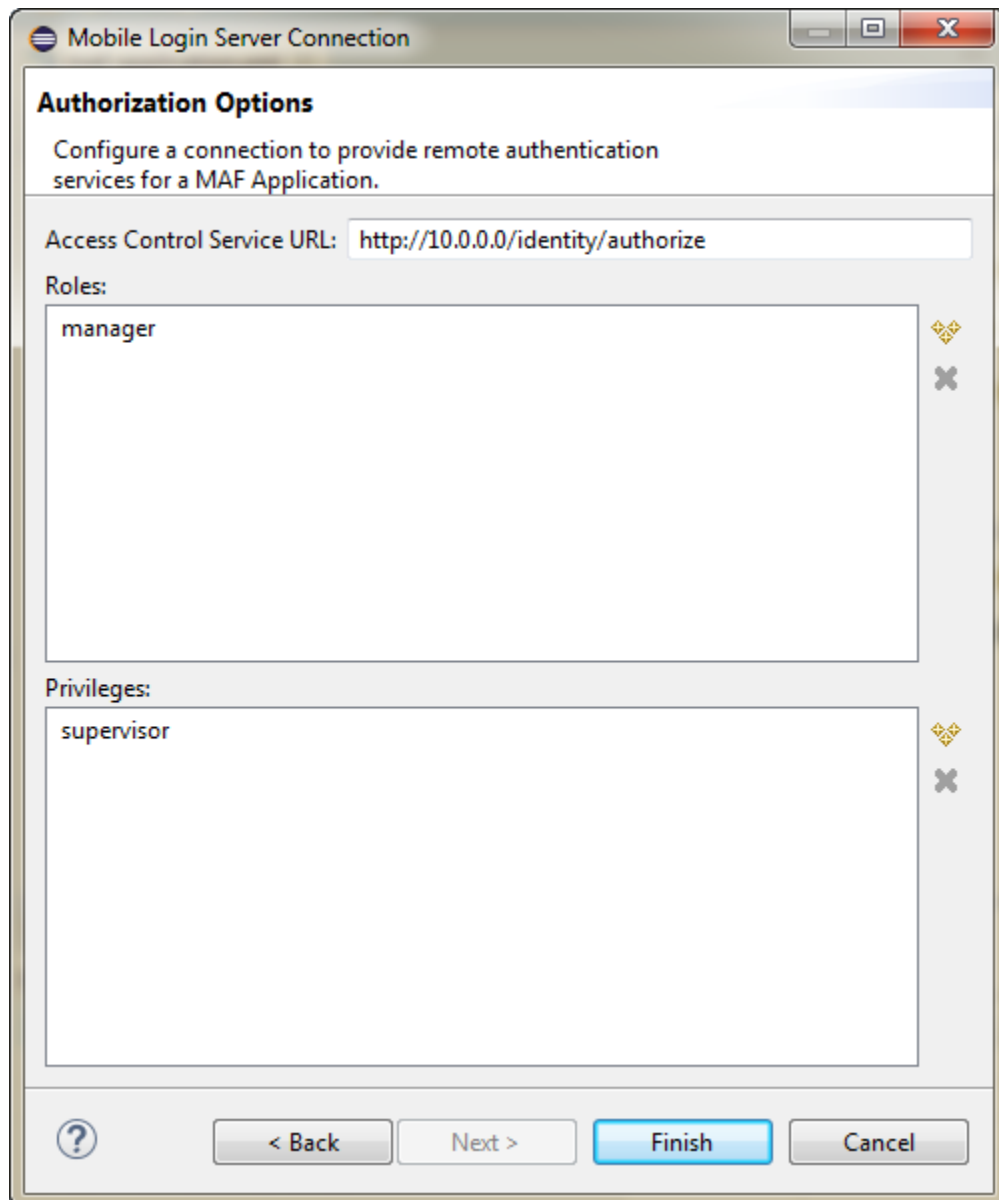 Mobile Login Server Connection
Authorization Options
Configure a connection to provide remote authentication
services for a MAF Application.
Access Control Service URL: http://10.0.0.0/identity/authorize
Roles:
manager
Privileges:
supervisor
? < Back Next > Finish Cancel